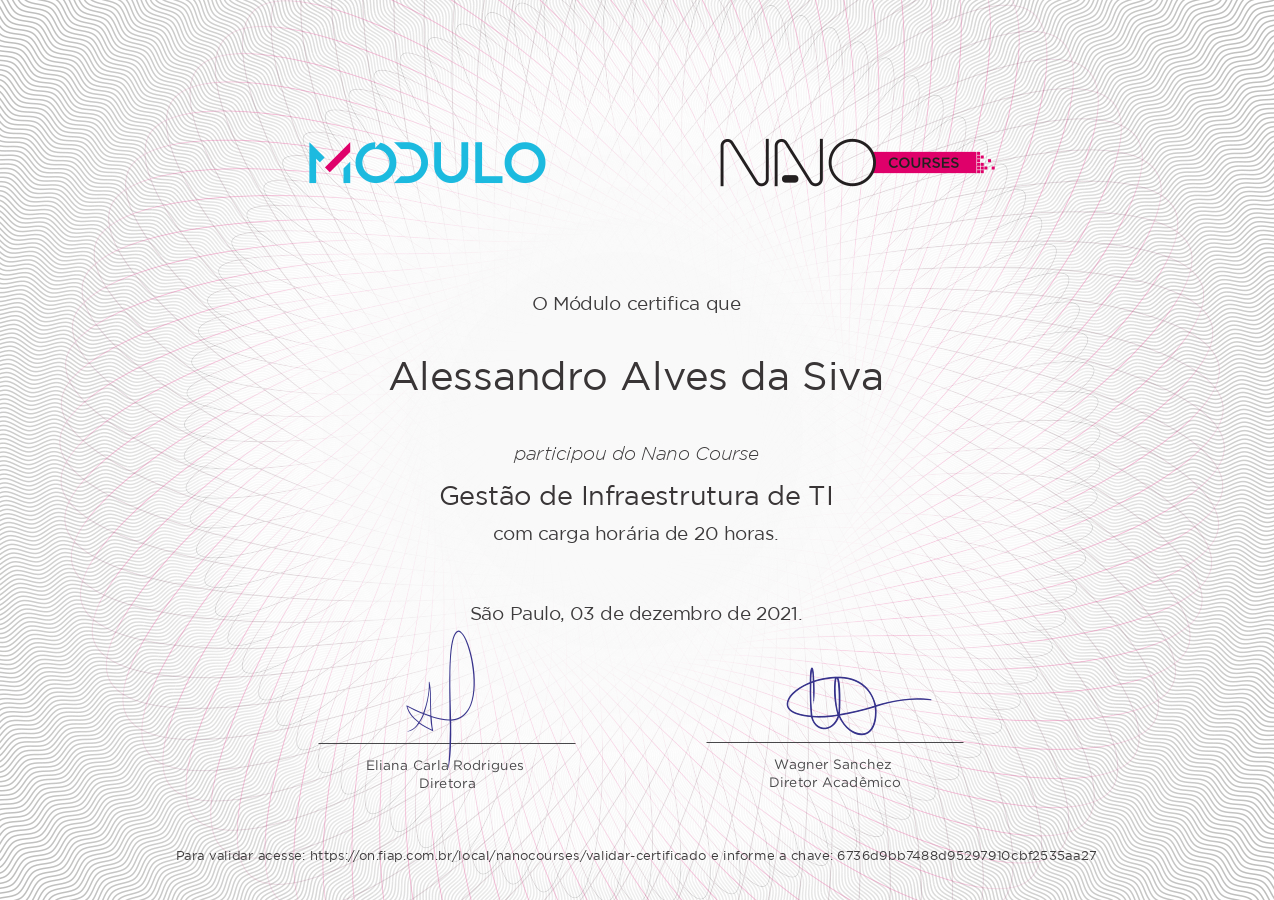 MÓDULO
NANO COURSES
O Módulo certifica que
Alessandro Alves da Siva
participou do Nano Course
Gestão de Infraestrutura de TI
com carga horária de 20 horas.
São Paulo, 03 de dezembro de 2021.
Eliana Carla Rodrigues
Diretora
Wagner Sanchez
Diretor Acadêmico
Para validar acesse: https://on.fiap.com.br/local/nanocourses/validar-certificado e informe a chave: 6736d9bb7488d95297910cbf2535aa27